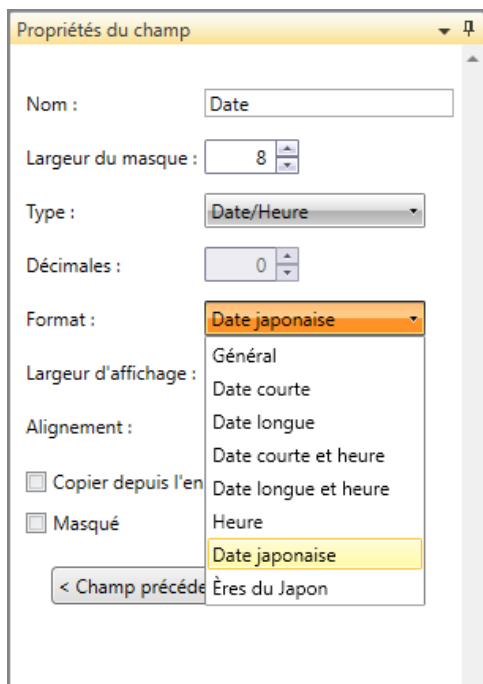 Propriétés du champ
Nom : Date
Largeur du masque : 8
Type : Date/Heure
Décimales : 0
Format : Date japonaise
Général
Largeur d'affichage :
Date courte
Date longue
Alignement :
Date courte et heure
Copier depuis l'en
Date longue et heure
Masqué
Heure
Date japonaise
< Champ précéde
Ères du Japon